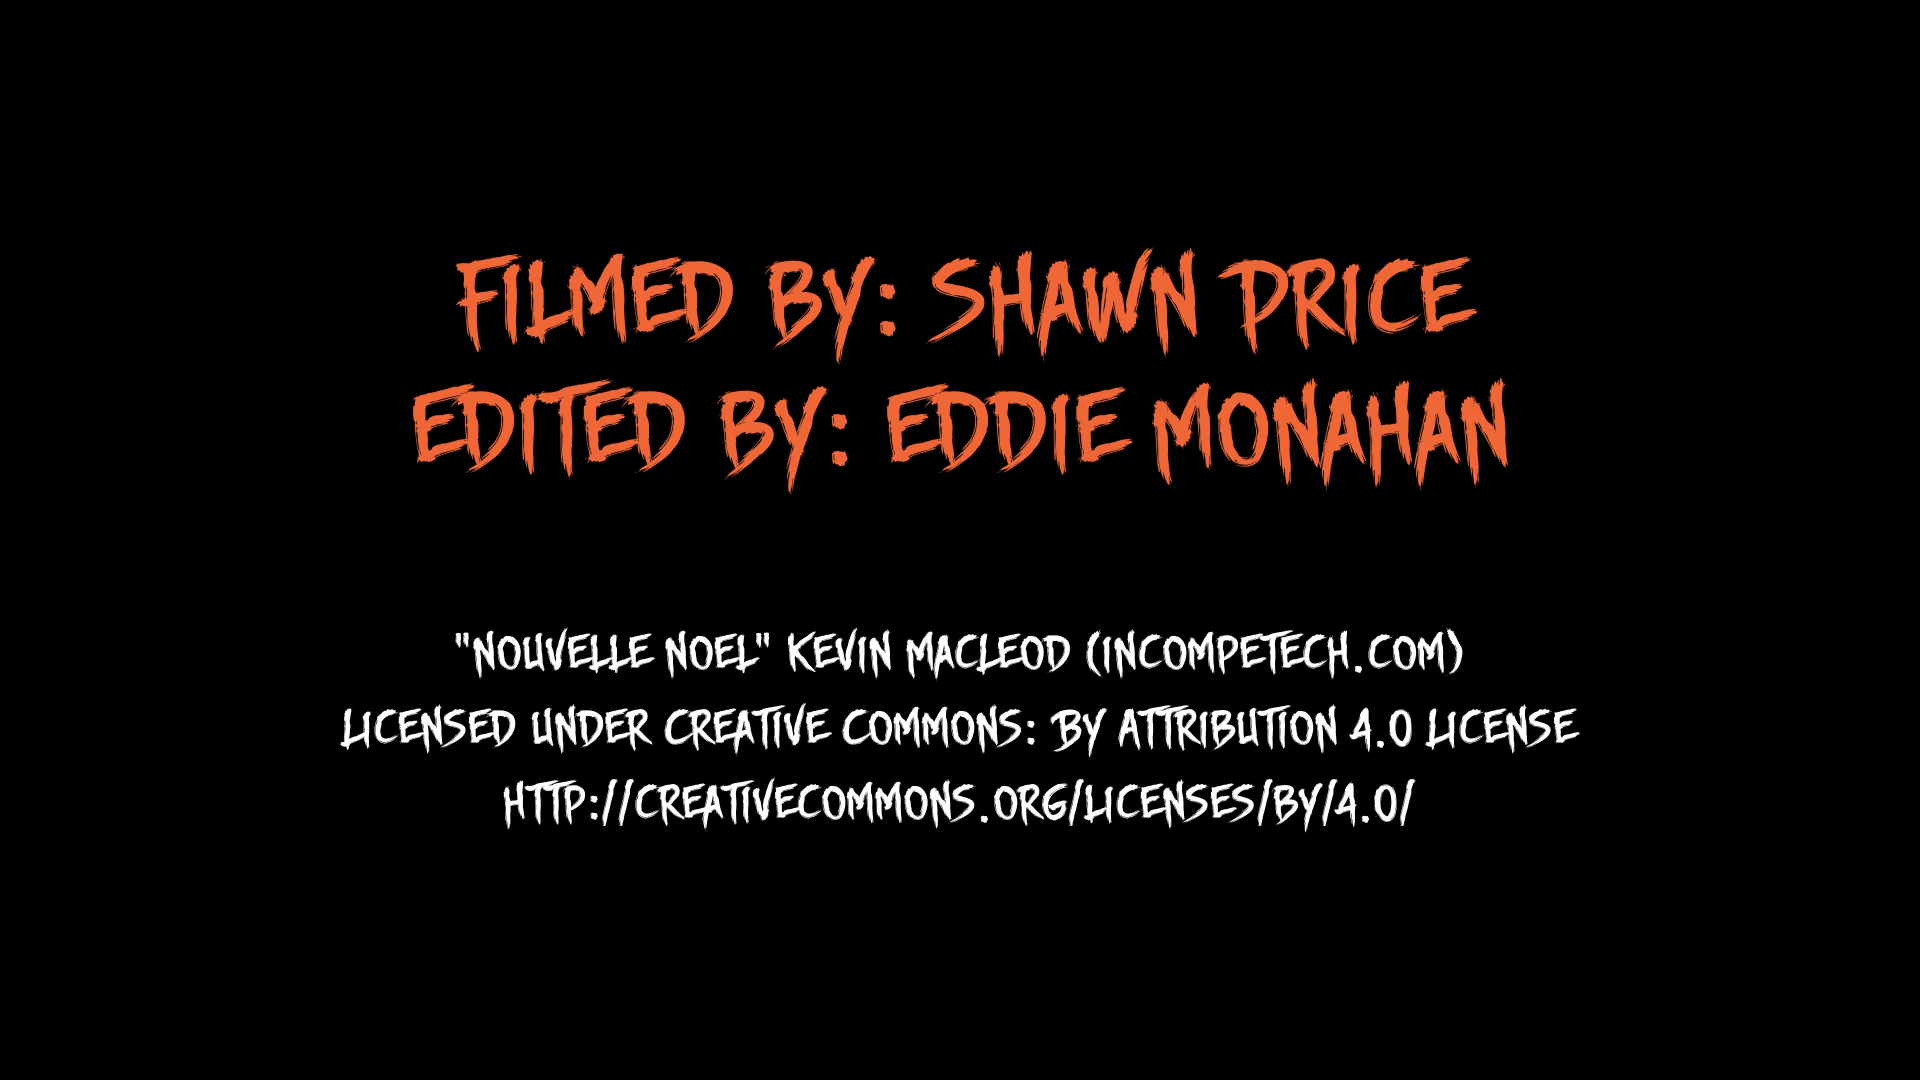 FILMED BY: SHAWN PRICE
EDITED BY: EDDIE MONAHAN
"NOUVELLE NOEL" KEVIN MACLEOD (INCOMPETECH.COM)
LICENSED UNDER CREATIVE COMMONS: BY ATTRIBUTION 4.0 LICENSE
HTTP://CREATIVECOMMONS.ORG/LICENSES/BY/4.0/